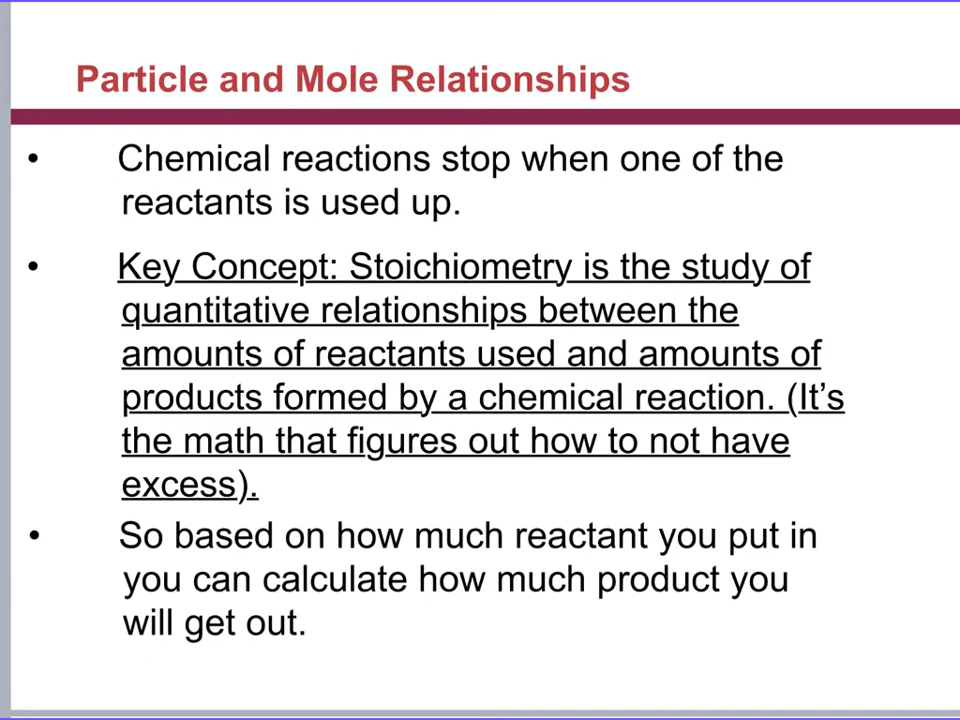 Particle and Mole Relationships
• Chemical reactions stop when one of the
reactants is used up.
• Key Concept: Stoichiometry is the study of
quantitative relationships between the
amounts of reactants used and amounts of
products formed by a chemical reaction. (It’s
the math that figures out how to not have
excess).
• So based on how much reactant you put in
you can calculate how much product you
will get out.